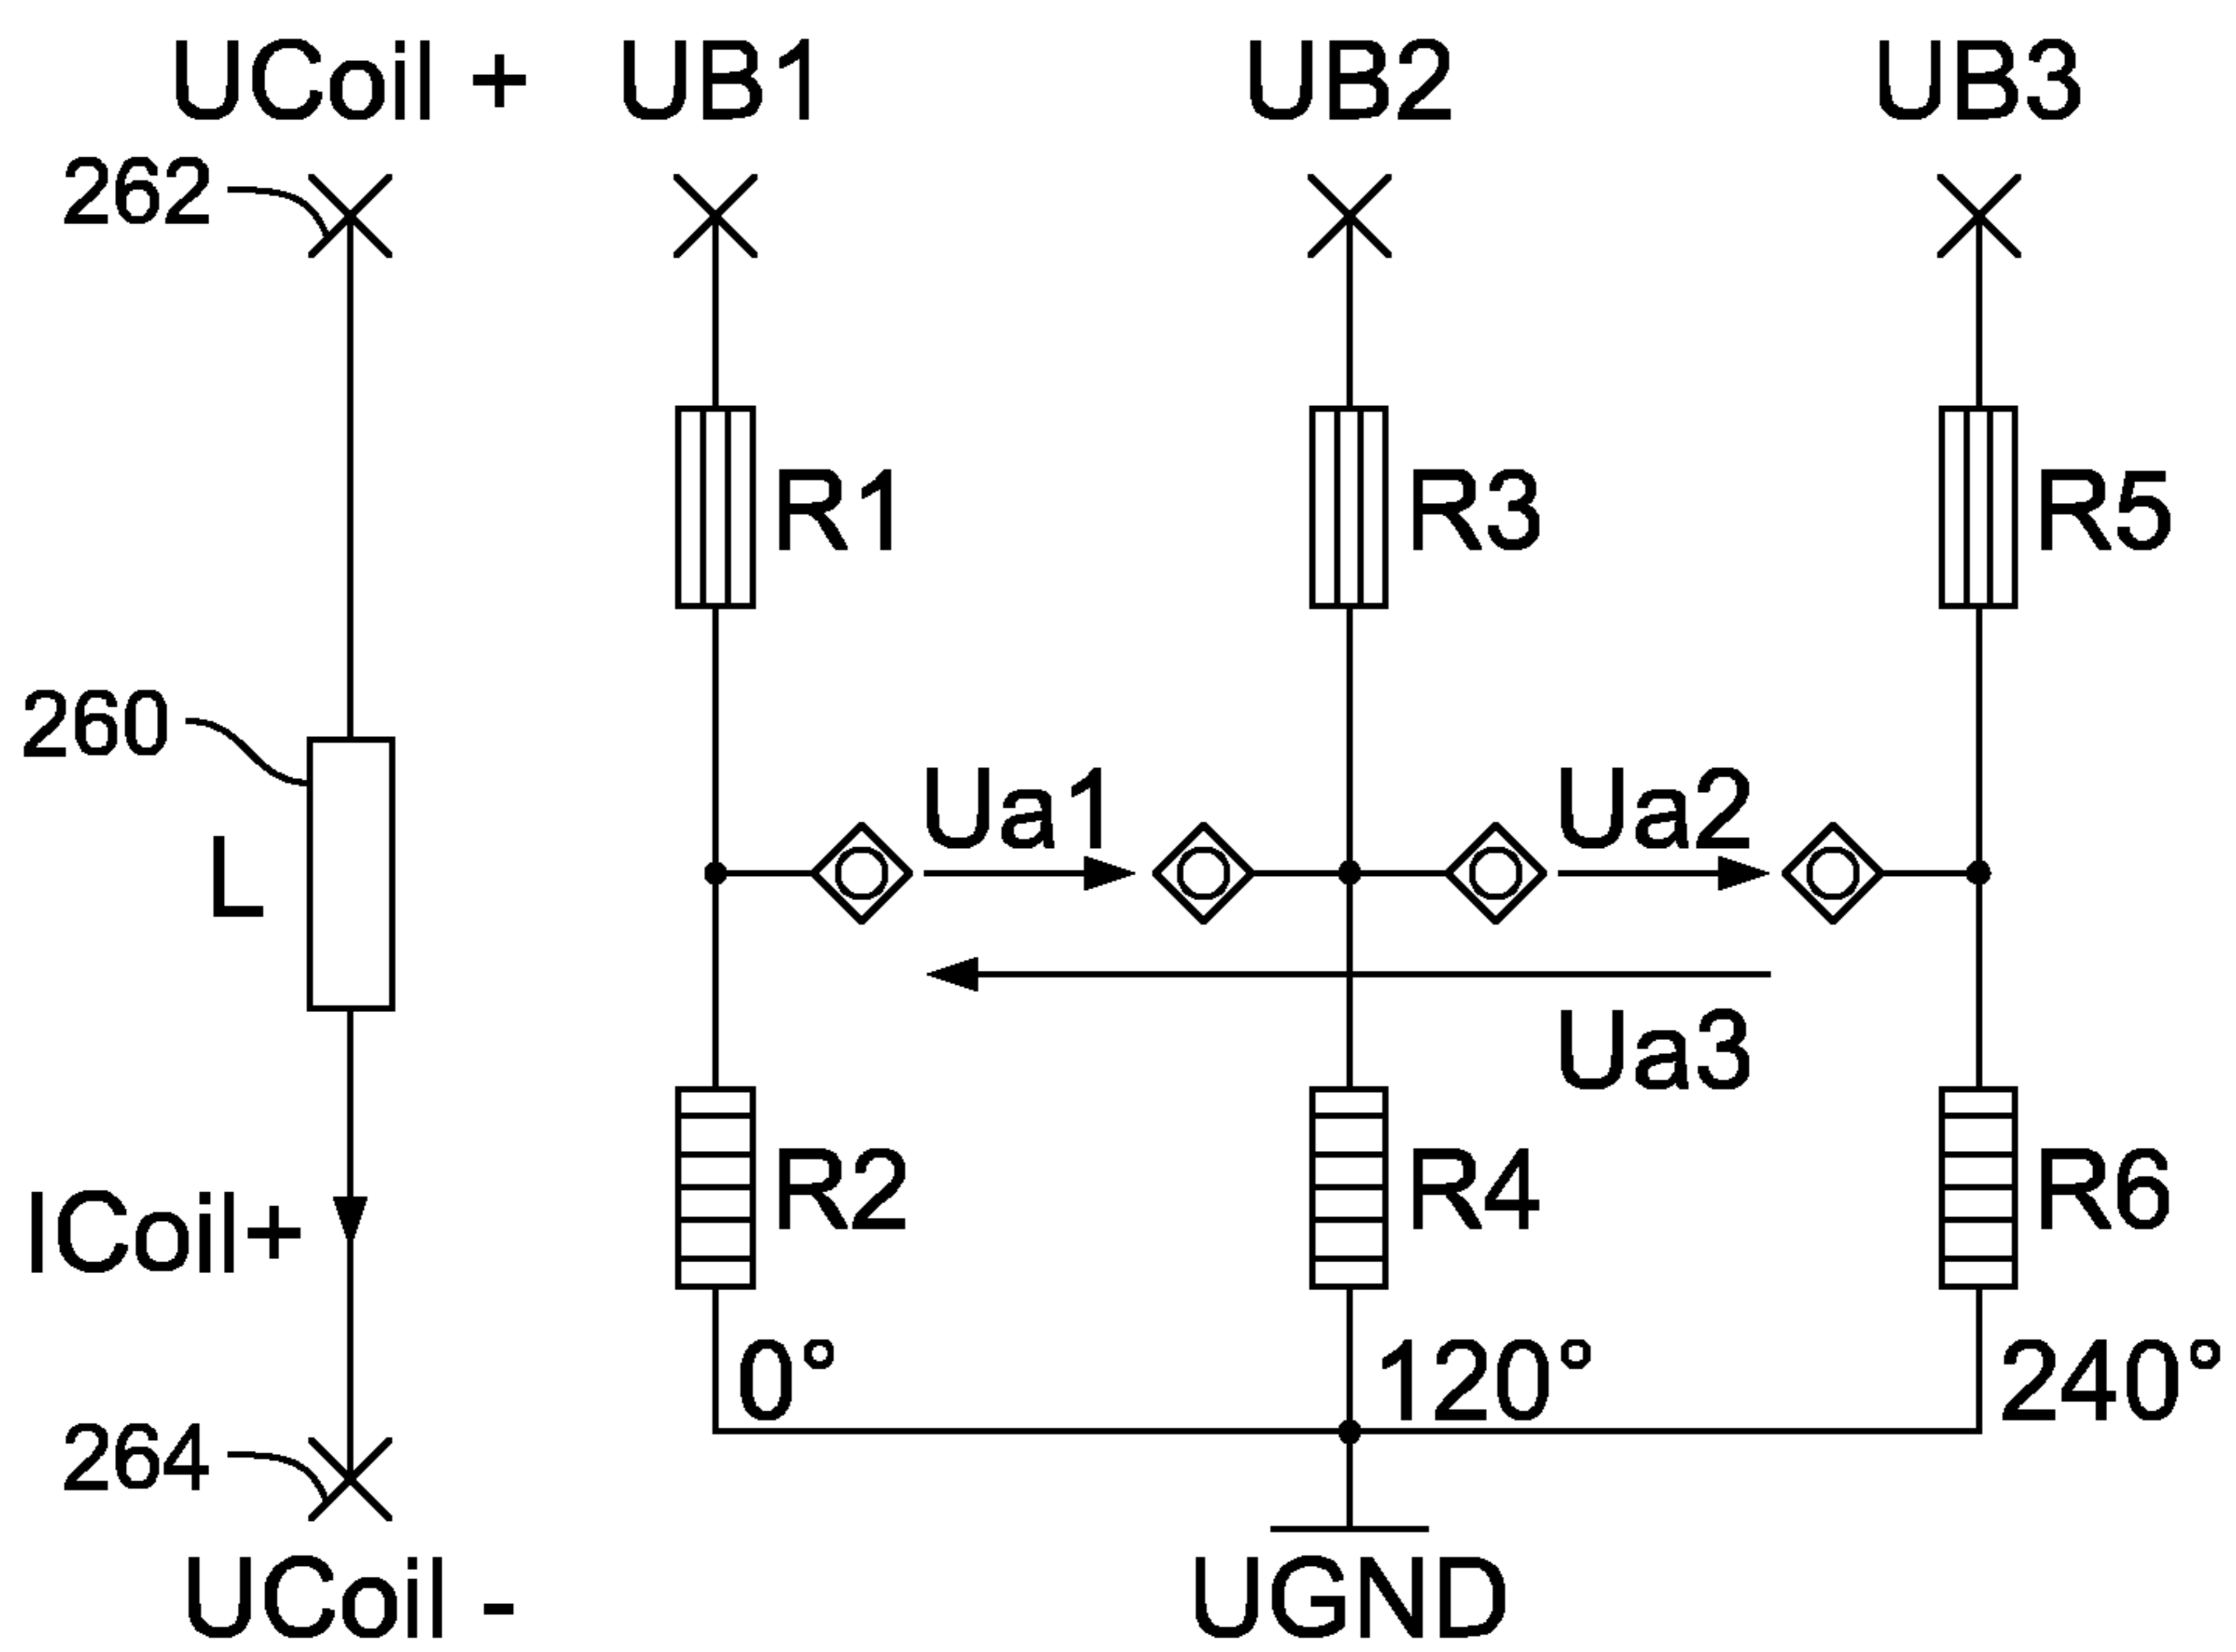 UCoil + UB1 UB2 UB3
262
R1 R3 R5
260
Ua1 Ua2
L
Ua3
R2 R4 R6
ICoil+
0° 120° 240°
264
UCoil - UGND